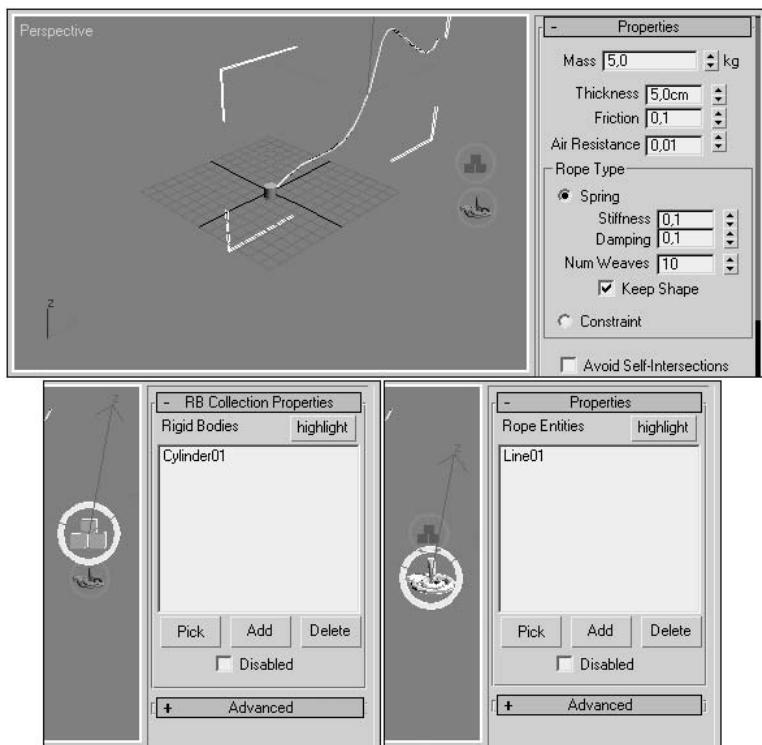 Perspective
z
- Properties
Mass 5,0 kg
Thickness 5,0cm
Friction 0,1
Air Resistance 0,01
Rope Type
Spring
Stiffness 0,1
Damping 0,1
Num Weaves 10
Keep Shape
Constraint
Avoid Self-Intersections
z
- RB Collection Properties
Rigid Bodies highlight
Cylinder01
Pick Add Delete
Disabled
+ Advanced
z
- Properties
Rope Entities highlight
Line01
Pick Add Delete
Disabled
+ Advanced